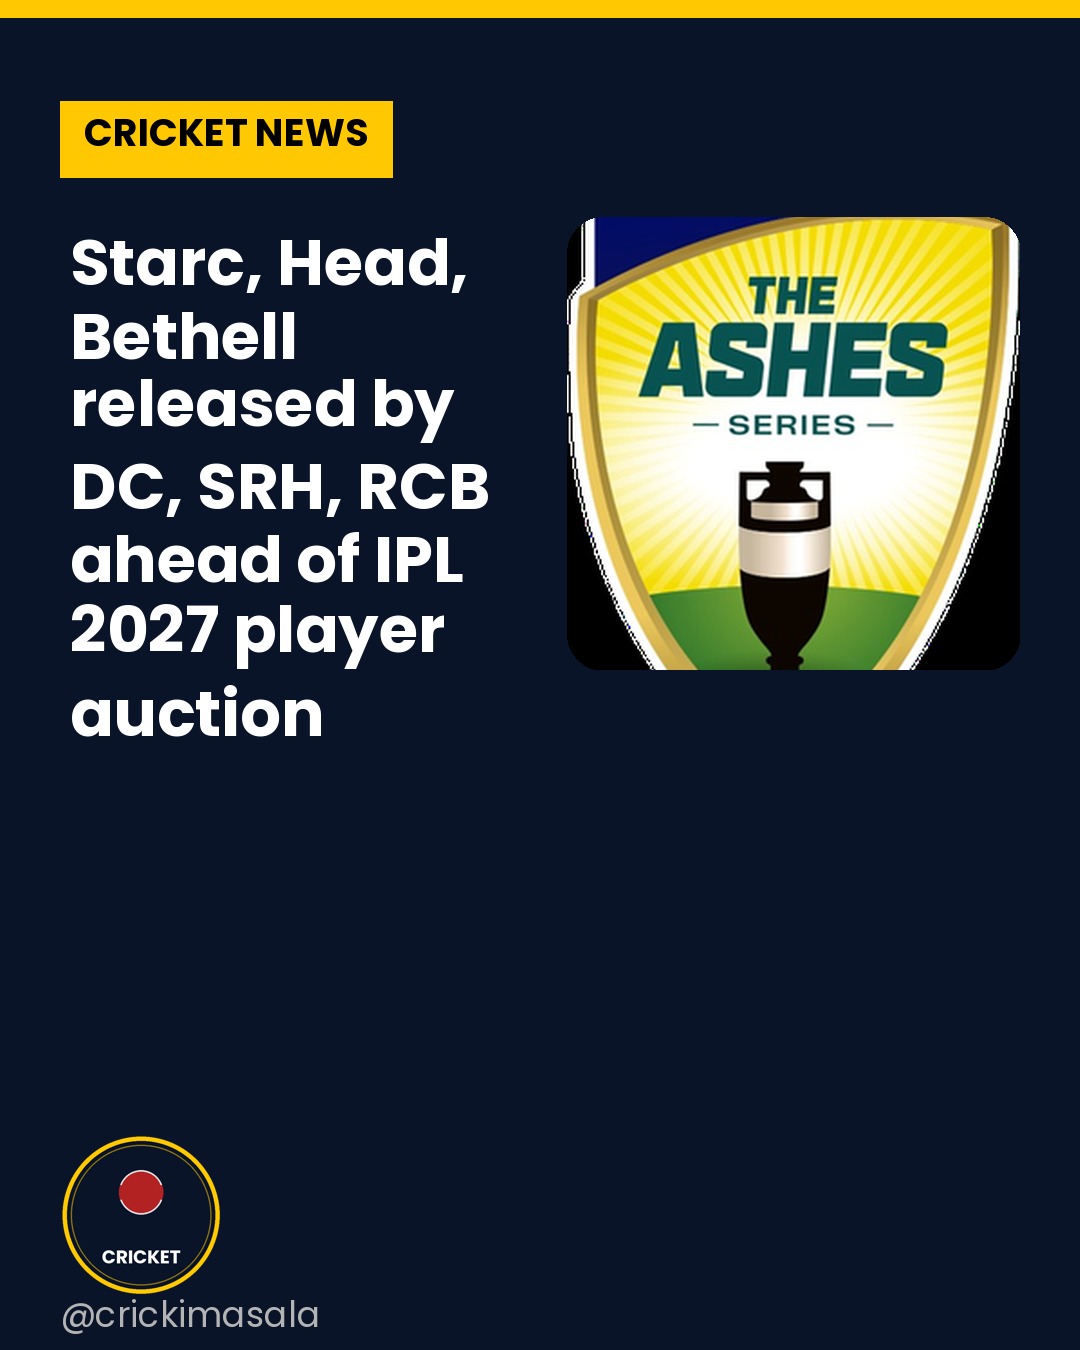 CRICKET NEWS
Starc, Head,
Bethell
released by
DC, SRH, RCB
ahead of IPL
2027 player
auction
THE
ASHES
— SERIES —
CRICKET
@crickimasala